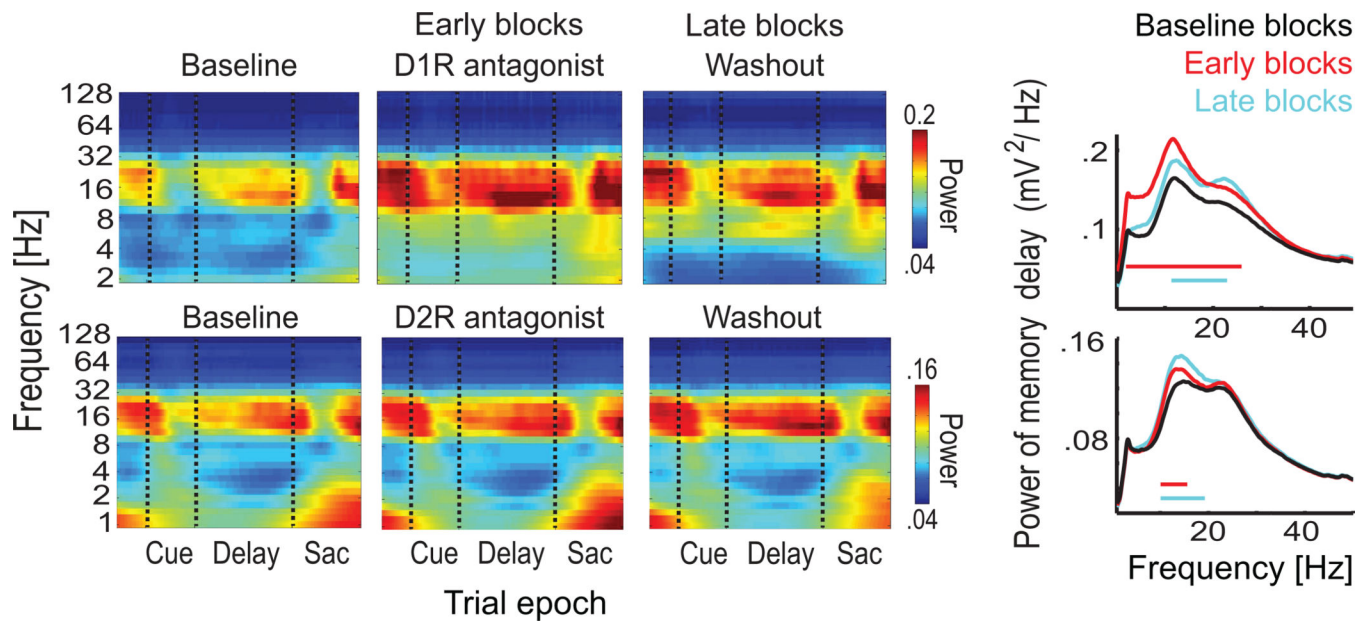 Early blocks
Late blocks
Baseline
D1R antagonist
Washout
Frequency [Hz]
128
64
32
16
8
4
2
0.2
Power
.04
Baseline
D2R antagonist
Washout
128
64
32
16
8
4
2
1
.16
Power
.04
Cue
Delay
Sac
Cue
Delay
Sac
Cue
Delay
Sac
Trial epoch
Baseline blocks
Early blocks
Late blocks
Power of memory delay (mV²/ Hz)
.2
.1
20
40
.16
.08
20
40
Frequency [Hz]